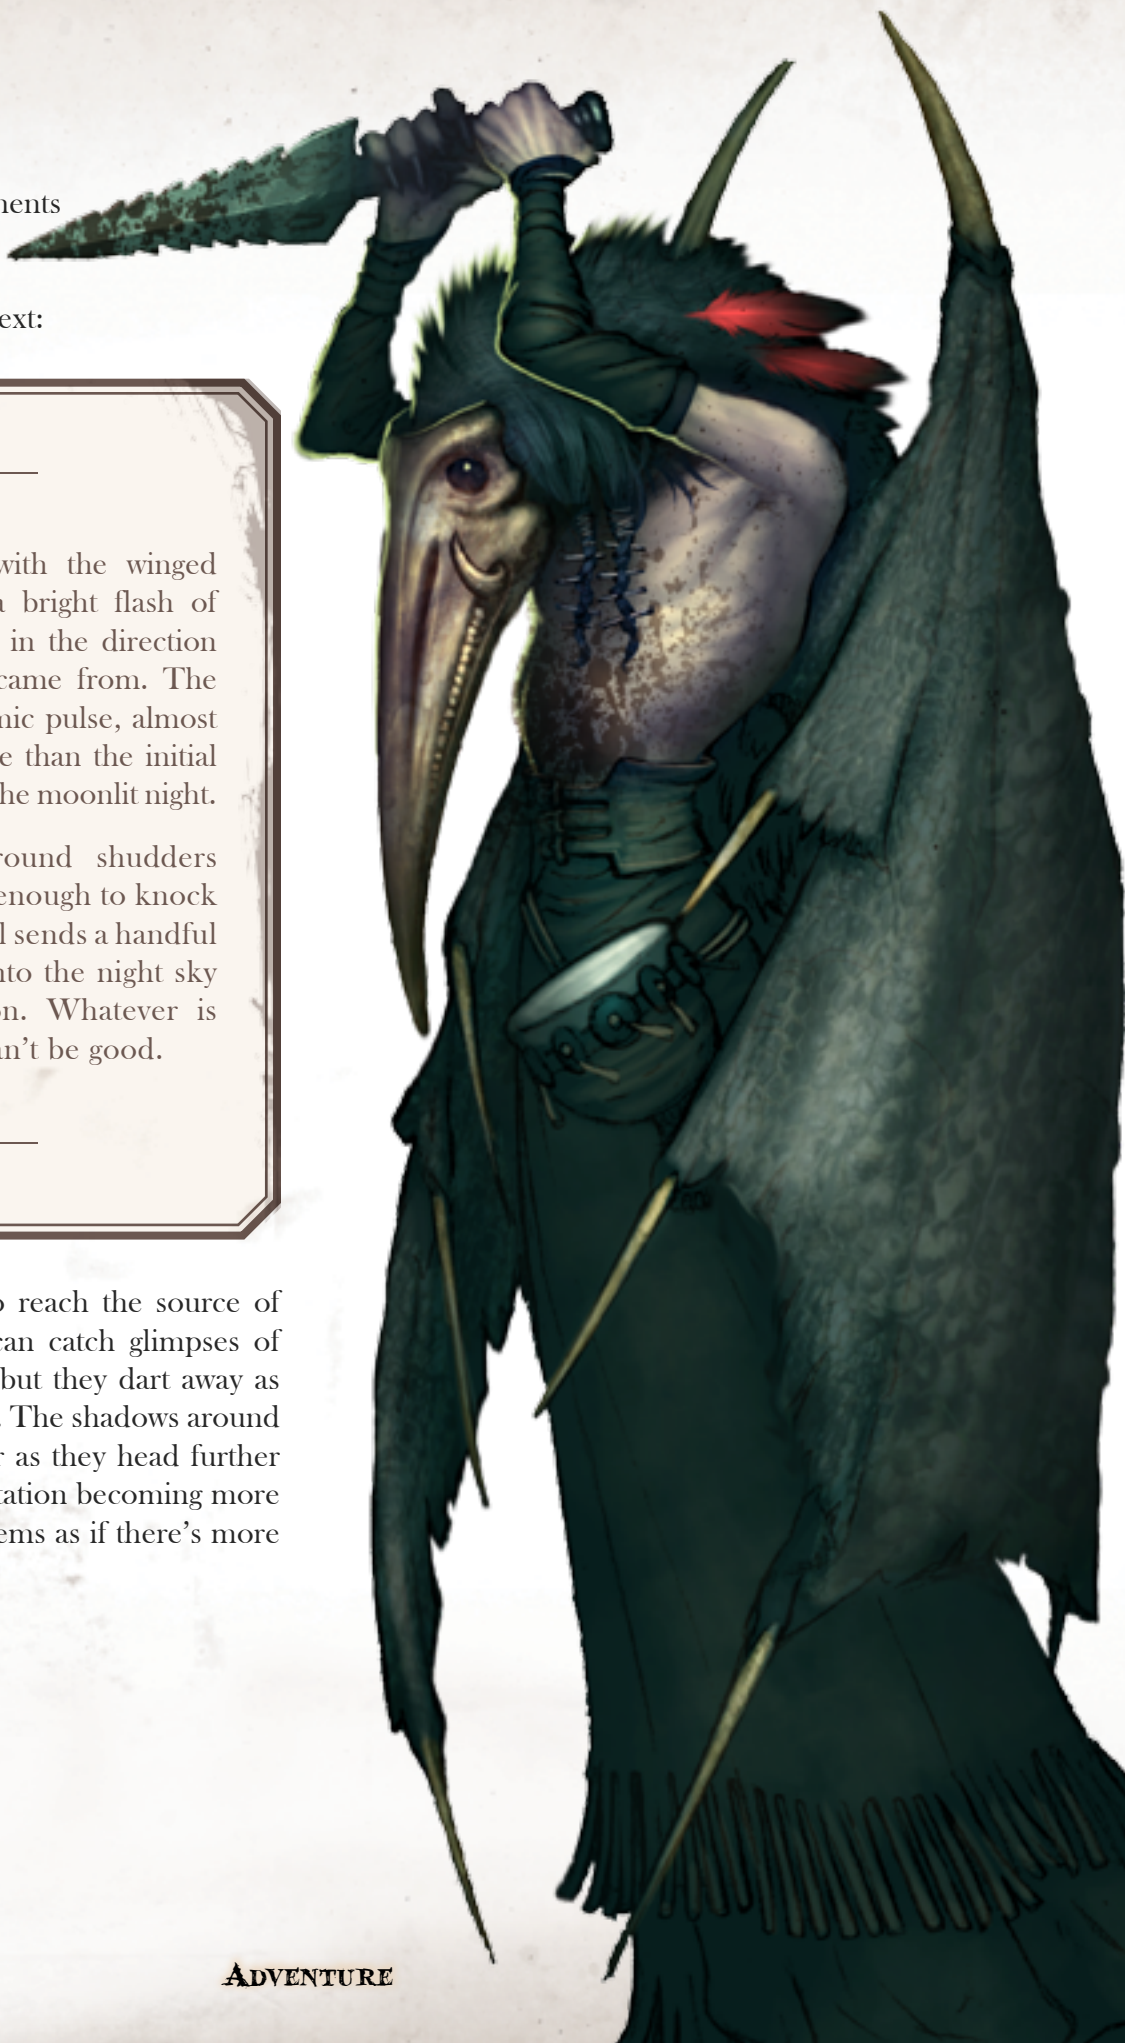 nents
ext:
with the winged
a bright flash of
in the direction
came from. The
nic pulse, almost
e than the initial
he moonlit night.
round shudders
enough to knock
l sends a handful
nto the night sky
on. Whatever is
an't be good.
o reach the source of
can catch glimpses of
but they dart away as
. The shadows around
r as they head further
tation becoming more
ems as if there's more
Adventure